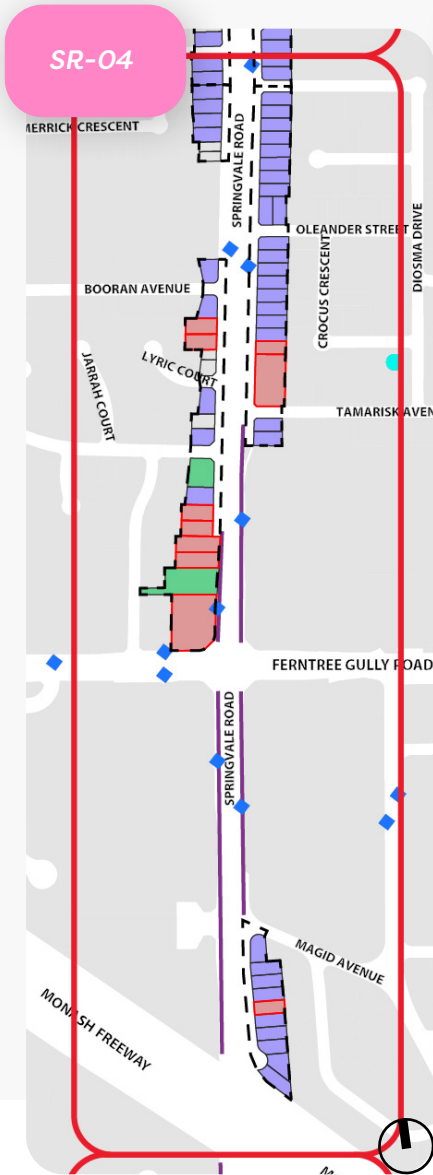 SR-04
MERRICK CRESCENT
SPRINGVALE ROAD
OLEANDER STREET
CROCUS CRESCENT
DIOSMA DRIVE
BOORAN AVENUE
LYRIC COURT
JARRAH COURT
TAMARISK AVEN
FERNTREE GULLY ROAD
SPRINGVALE ROAD
MAGID AVENUE
MONASH FREEWAY
M